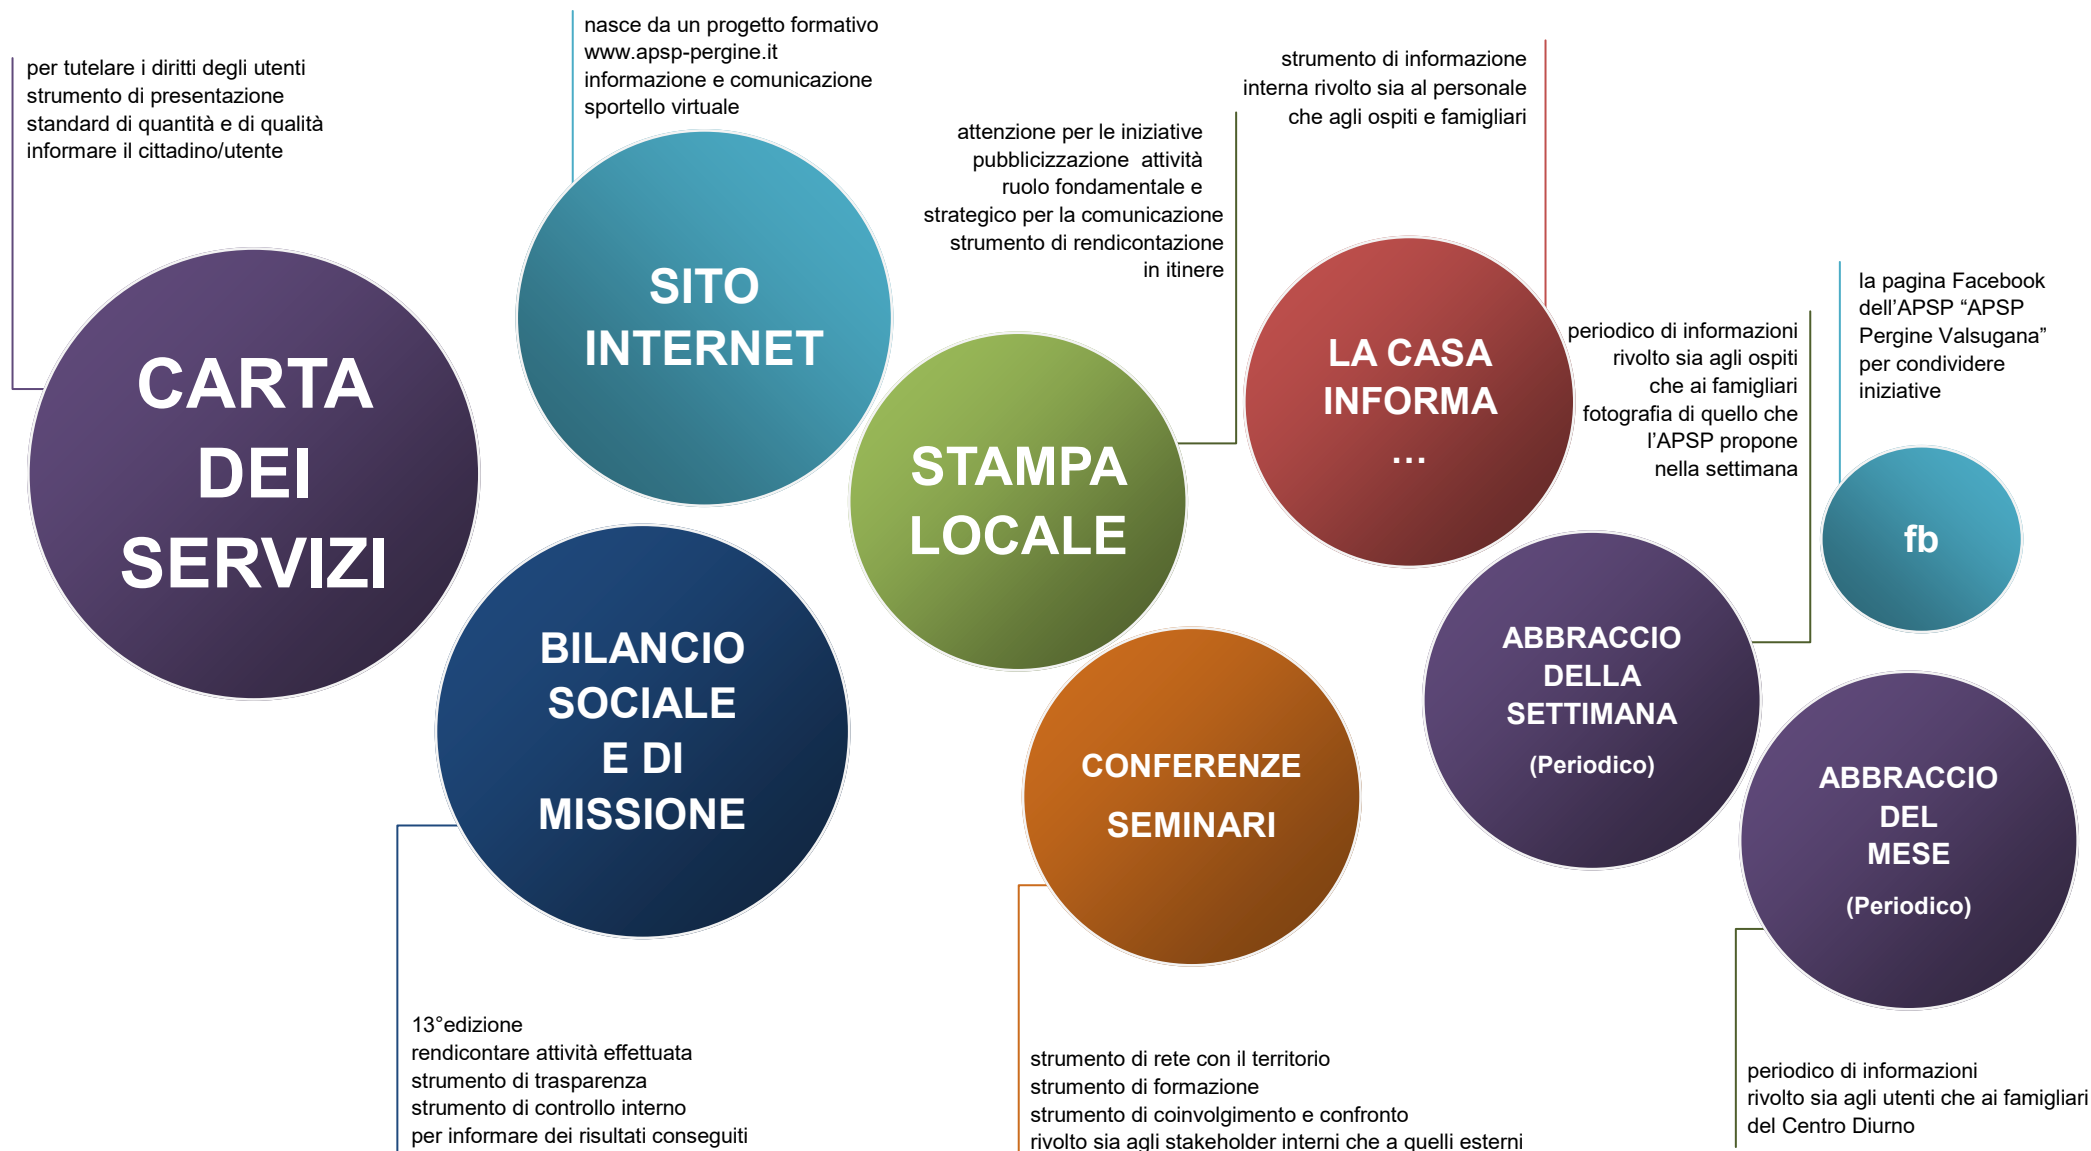 per tutelare i diritti degli utenti
strumento di presentazione
standard di quantità e di qualità
informare il cittadino/utente
CARTA
DEI
SERVIZI
nasce da un progetto formativo
www.apsp-pergine.it
informazione e comunicazione
sportello virtuale
SITO
INTERNET
BILANCIO
SOCIALE
E DI
MISSIONE
13°edizione
rendicontare attività effettuata
strumento di trasparenza
strumento di controllo interno
per informare dei risultati conseguiti
attenzione per le iniziative
pubblicizzazione  attività
ruolo fondamentale e
strategico per la comunicazione
strumento di rendicontazione
in itinere
STAMPA
LOCALE
CONFERENZE
SEMINARI
strumento di rete con il territorio
strumento di formazione
strumento di coinvolgimento e confronto
rivolto sia agli stakeholder interni che a quelli esterni
strumento di informazione
interna rivolto sia al personale
che agli ospiti e famigliari
LA CASA
INFORMA
…
periodico di informazioni
rivolto sia agli ospiti
che ai famigliari
fotografia di quello che
l’APSP propone
nella settimana
ABBRACCIO
DELLA
SETTIMANA
(Periodico)
la pagina Facebook
dell’APSP “APSP
Pergine Valsugana”
per condividere
iniziative
fb
ABBRACCIO
DEL
MESE
(Periodico)
periodico di informazioni
rivolto sia agli utenti che ai famigliari
del Centro Diurno